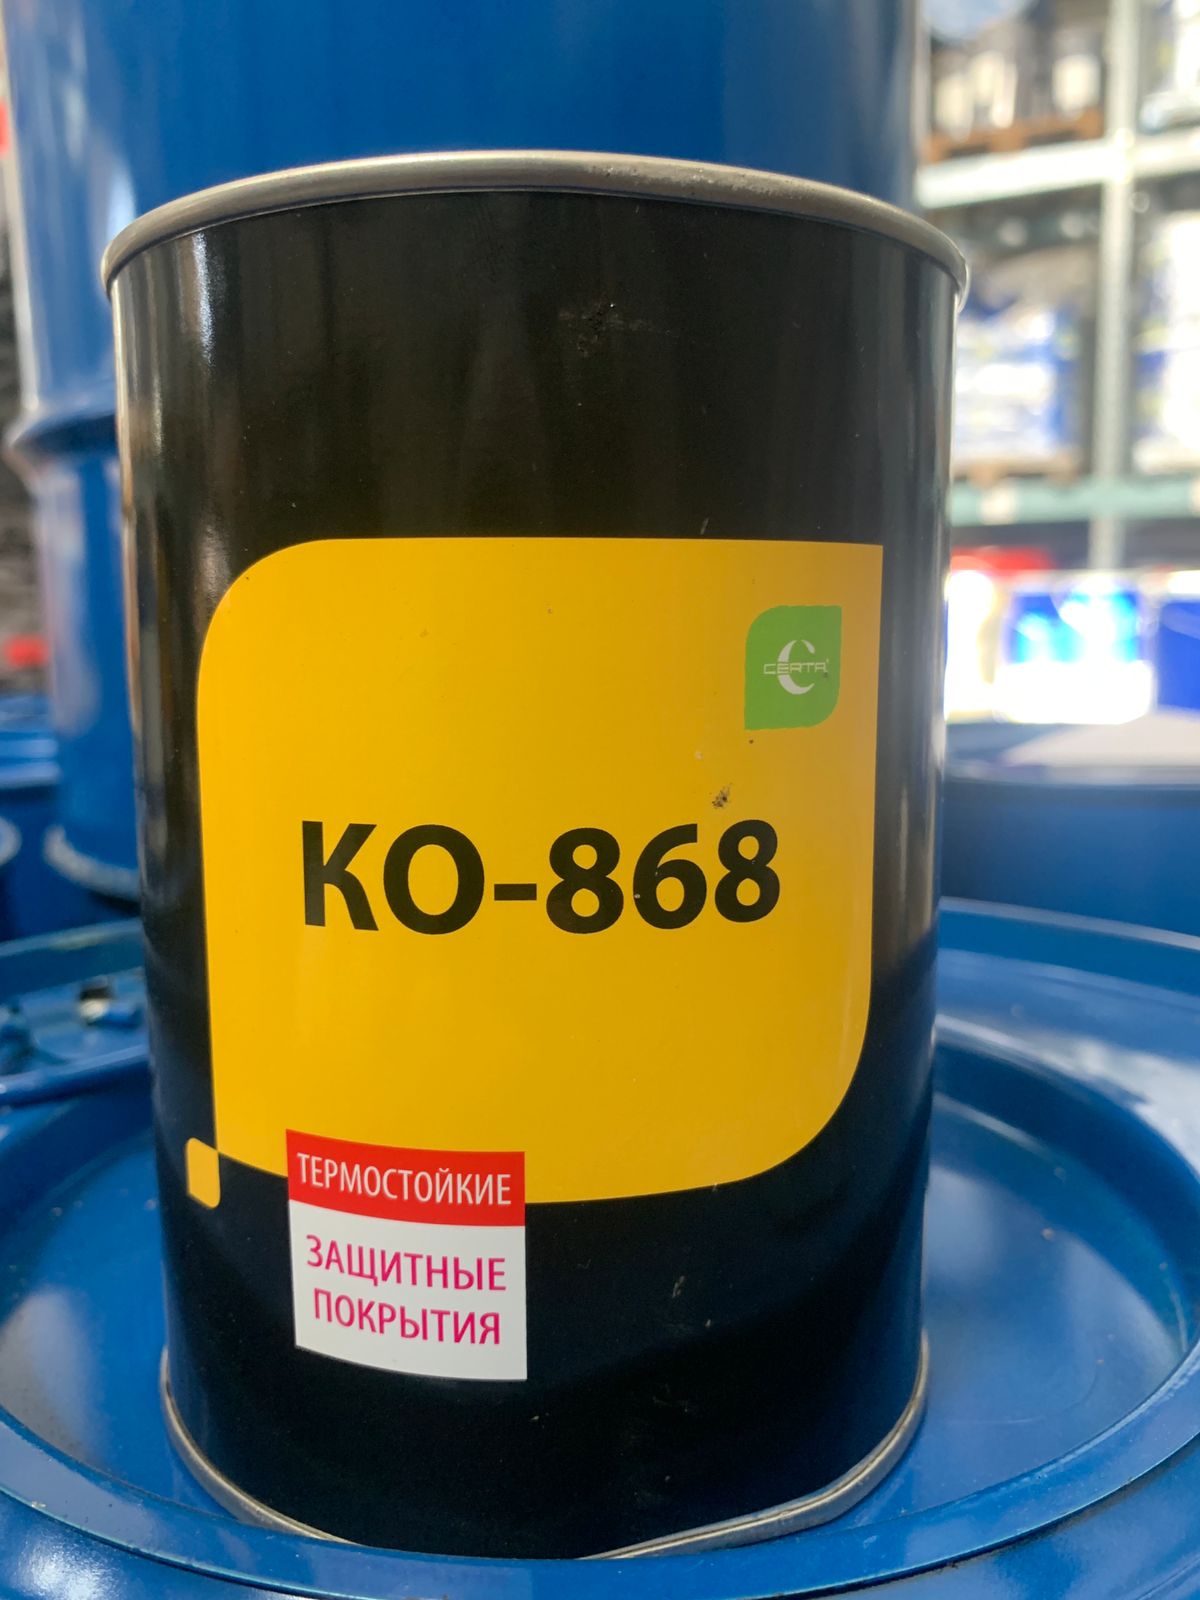 CERTA
КО-868
ТЕРМОСТОЙКИЕ
ЗАЩИТНЫЕ
ПОКРЫТИЯ